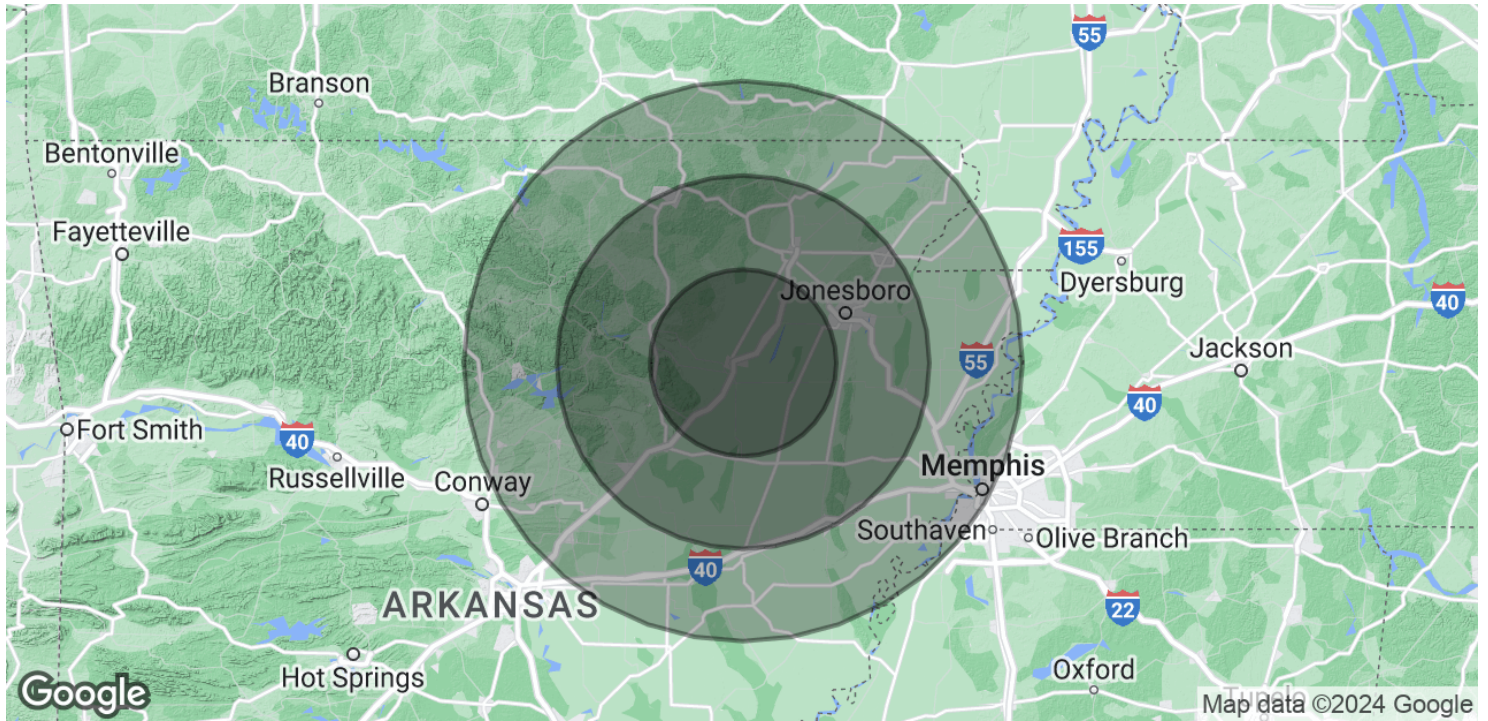 55
Branson
Bentonville
Fayetteville
155
Dyersburg
Jonesboro
40
55
Jackson
40
Fort Smith
40
Russellville
Conway
Memphis
Southaven
Olive Branch
40
ARKANSAS
22
Hot Springs
Oxford
Tupelo
Google
Map data ©2024 Google